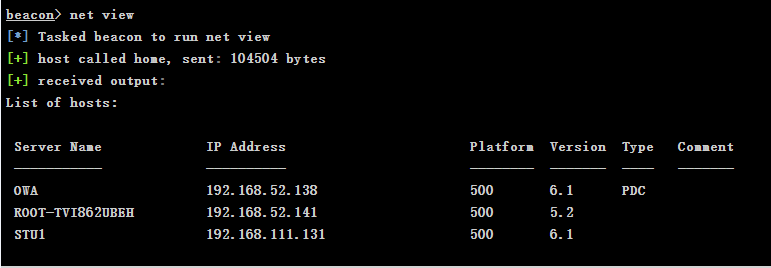 beacon> net view
[*] Tasked beacon to run net view
[+] host called home, sent: 104504 bytes
[+] received output:
List of hosts:
Server Name IP Address Platform Version Type Comment
----------- ---------- -------- ------- ---- -------
OWA 192.168.52.138 500 6.1 PDC
ROOT-TVI862UBEH 192.168.52.141 500 5.2
STU1 192.168.111.131 500 6.1